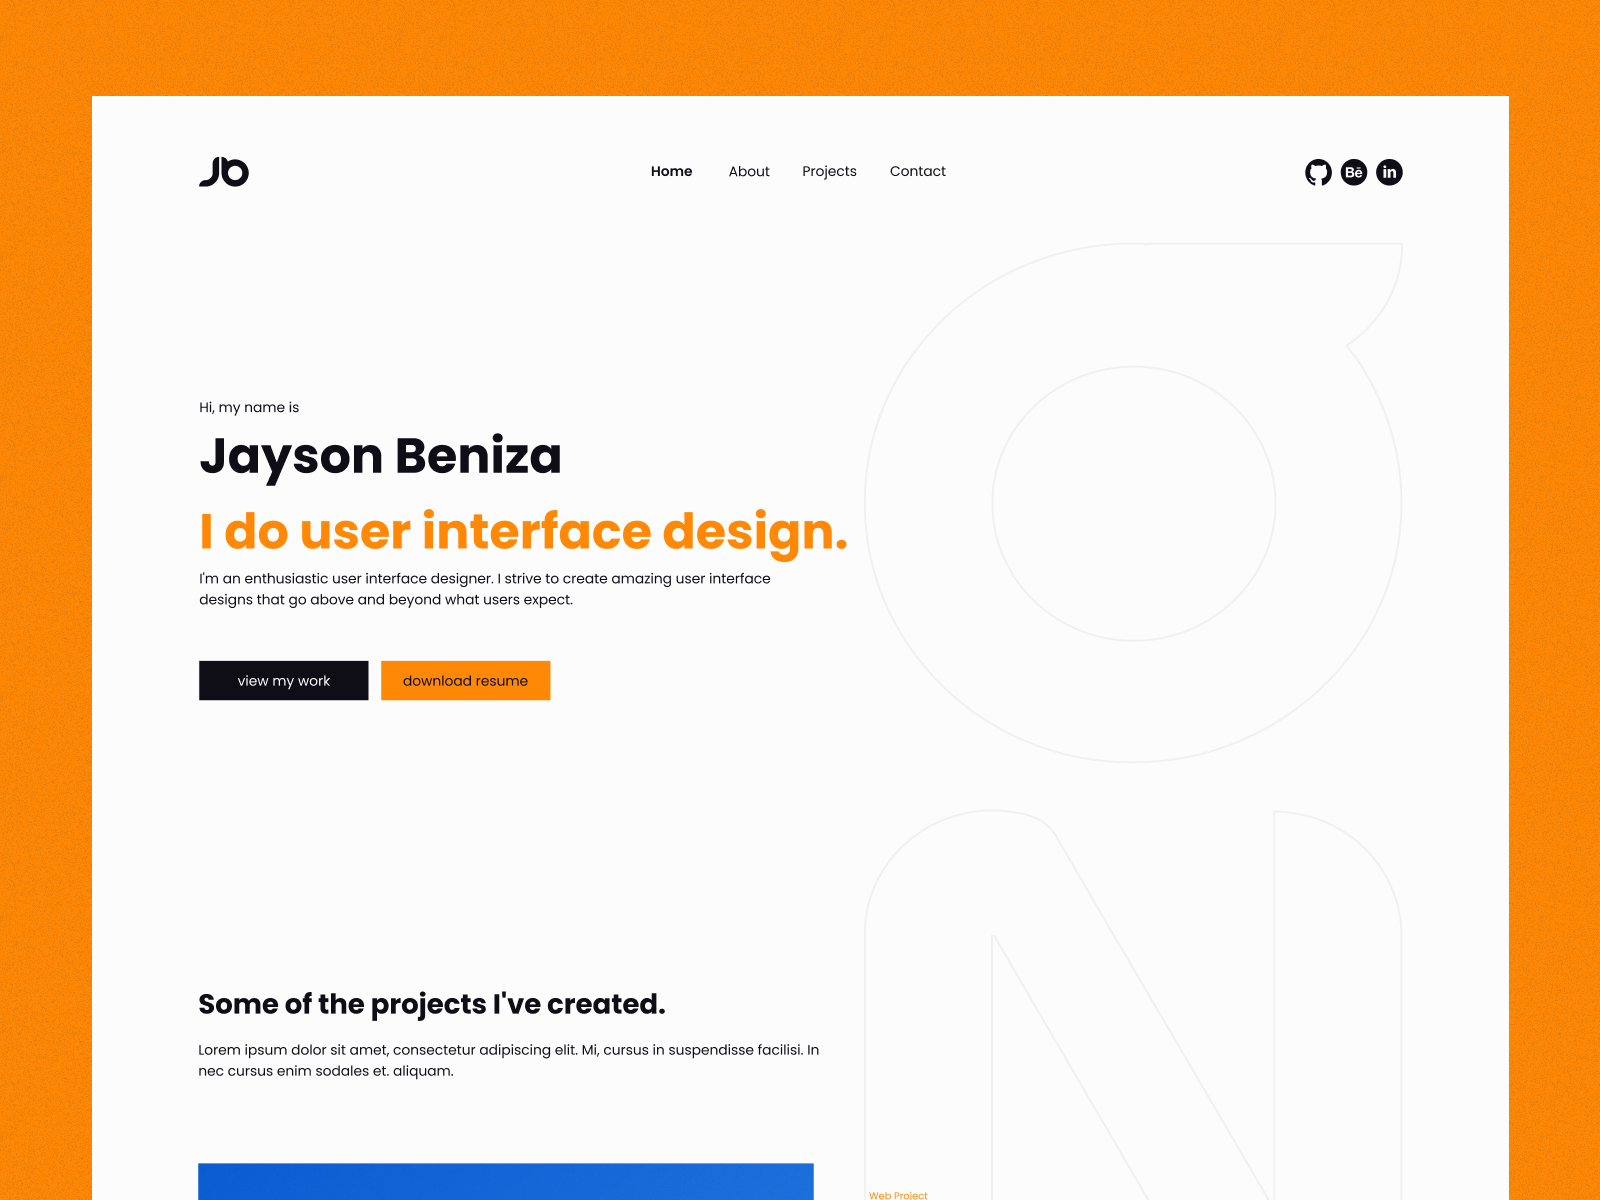 Jb
Home About Projects Contact
Bē in
Hi, my name is
Jayson Beniza
I do user interface design.
I'm an enthusiastic user interface designer. I strive to create amazing user interface
designs that go above and beyond what users expect.
view my work download resume
Some of the projects I've created.
Lorem ipsum dolor sit amet, consectetur adipiscing elit. Mi, cursus in suspendisse facilisi. In
nec cursus enim sodales et. aliquam.
Web Project